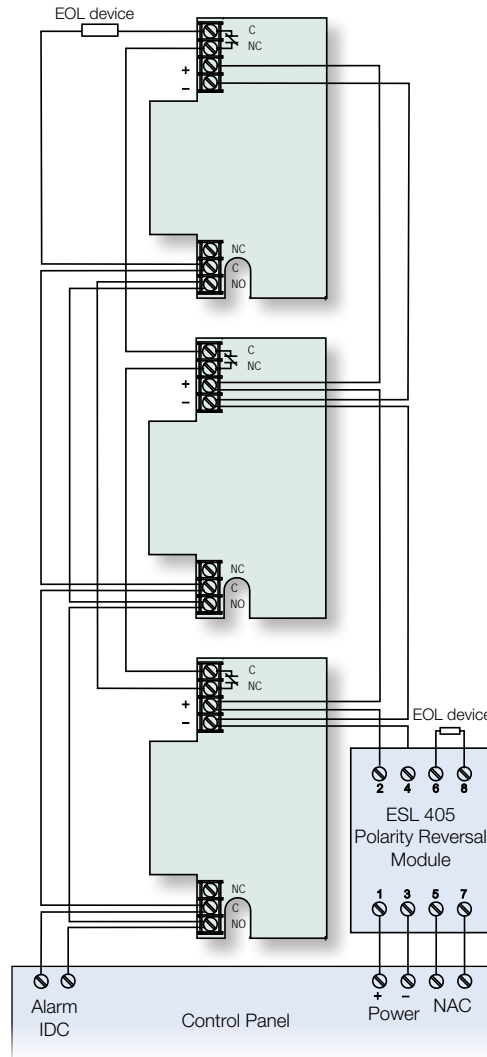 EOL device
C
NC
+
–
NC
C
NO
C
NC
+
–
NC
C
NO
C
NC
+
–
EOL device
2 4 6 8
ESL 405
Polarity Reversal
Module
1 3 5 7
NC
C
NO
+ –
Alarm
IDC
Control Panel
Power
NAC